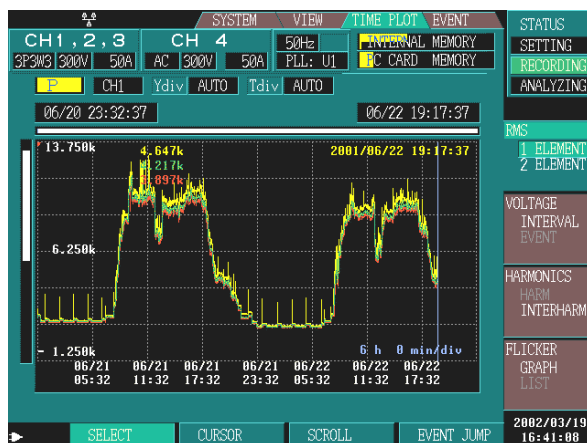 SYSTEM VIEW TIME PLOT EVENT
CH1,2,3 CH 4 50Hz INTERNAL MEMORY
3P3W3 300V 50A AC 300V 50A PLL: U1 PC CARD MEMORY
P CH1 Ydiv AUTO Tdiv AUTO
06/20 23:32:37 06/22 19:17:37
13.750k 4.647k 2001/06/22 19:17:37
.217k
.897k
6.250k
- 1.250k 6 h 0 min/div
06/21 06/21 06/21 06/21 06/22 06/22 06/22
05:32 11:32 17:32 23:32 05:32 11:32 17:32
SELECT CURSOR SCROLL EVENT JUMP
STATUS
SETTING
RECORDING
ANALYZING
RMS
1 ELEMENT
2 ELEMENT
VOLTAGE
INTERVAL
EVENT
HARMONICS
HARM
INTERHARM
FLICKER
GRAPH
LIST
2002/03/19
16:41:08